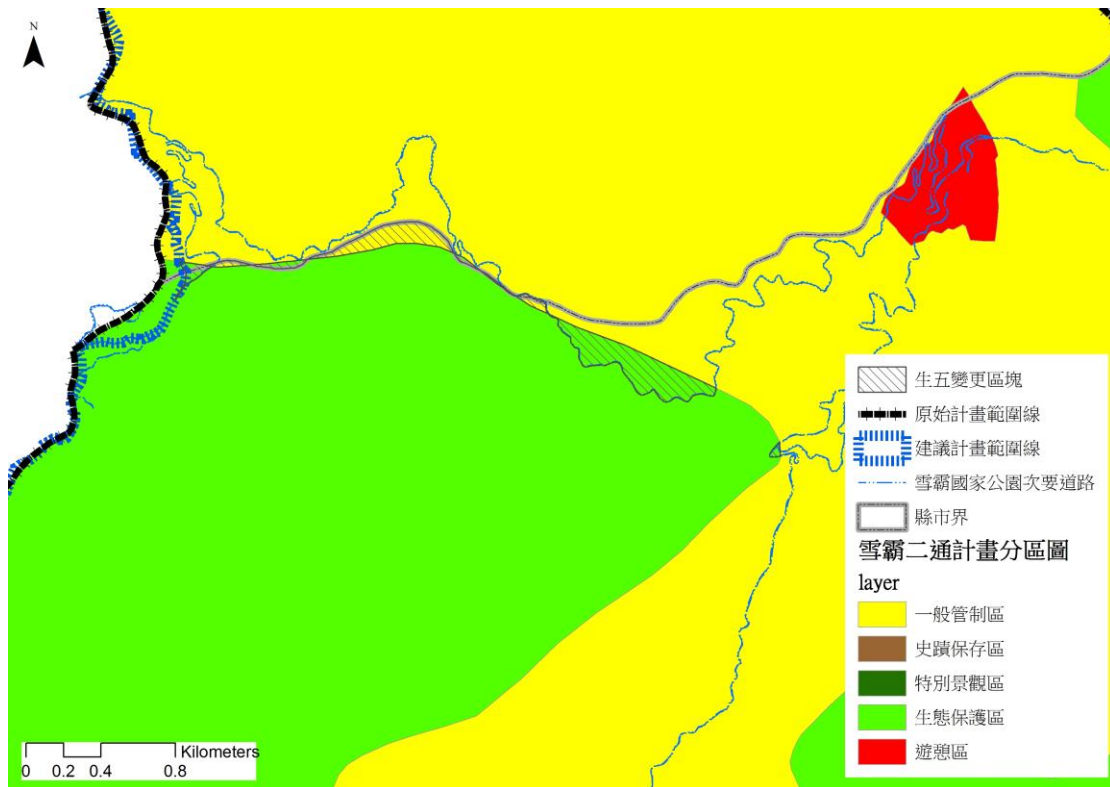 N
生五變更區塊
原始計畫範圍線
建議計畫範圍線
雪霸國家公園次要道路
縣市界
雪霸二通計畫分區圖
layer
一般管制區
史蹟保存區
特別景觀區
生態保護區
遊憩區
Kilometers
0 0.2 0.4 0.8